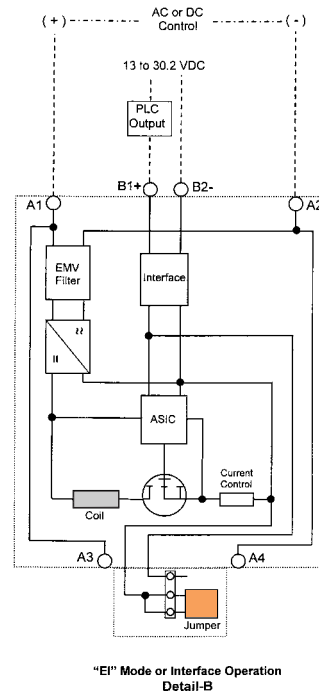 AC or DC
Control
(+)
(-)
13 to 30.2 VDC
PLC
Output
B1+
B2-
A1
A2
EMV
Filter
Interface
ASIC
Current
Control
Coil
A3
A4
Jumper
"EI" Mode or Interface Operation
Detail-B